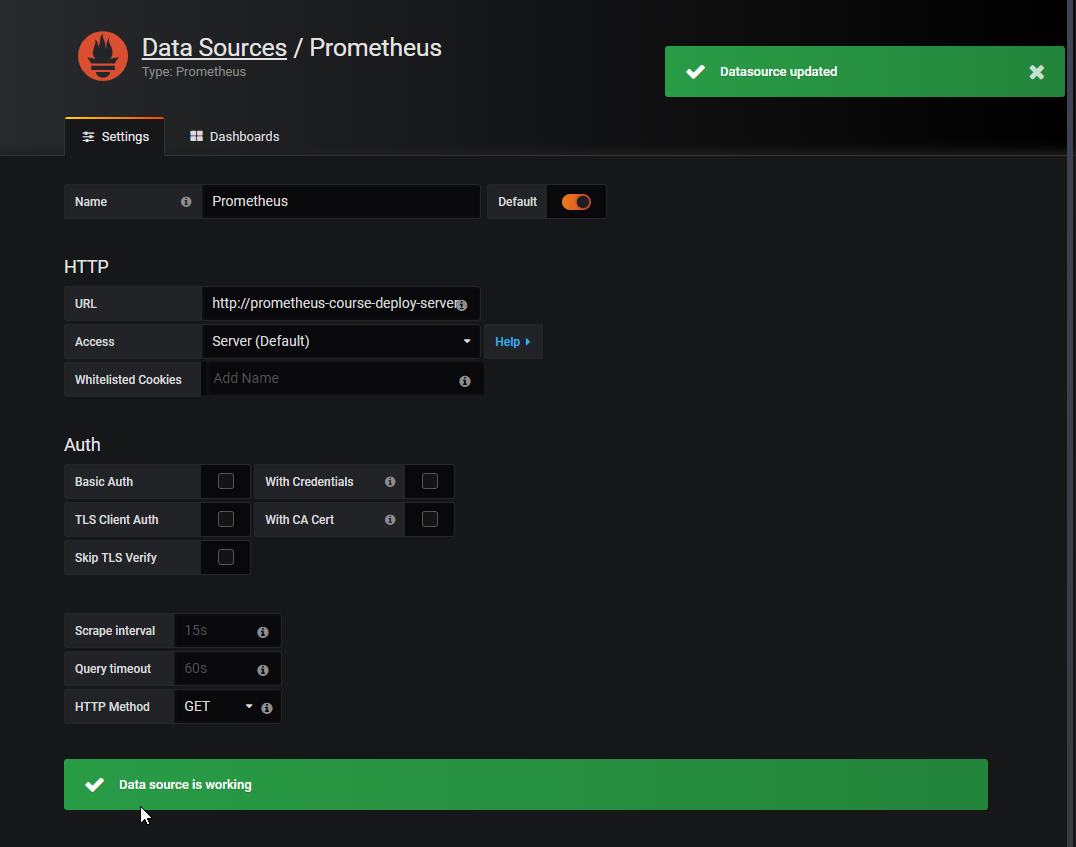 Data Sources / Prometheus
Type: Prometheus
Datasource updated
Settings
Dashboards
Name
Prometheus
Default
HTTP
URL
http://prometheus-course-deploy-server
Access
Server (Default)
Help
Whitelisted Cookies
Add Name
Auth
Basic Auth
With Credentials
TLS Client Auth
With CA Cert
Skip TLS Verify
Scrape interval
15s
Query timeout
60s
HTTP Method
GET
Data source is working